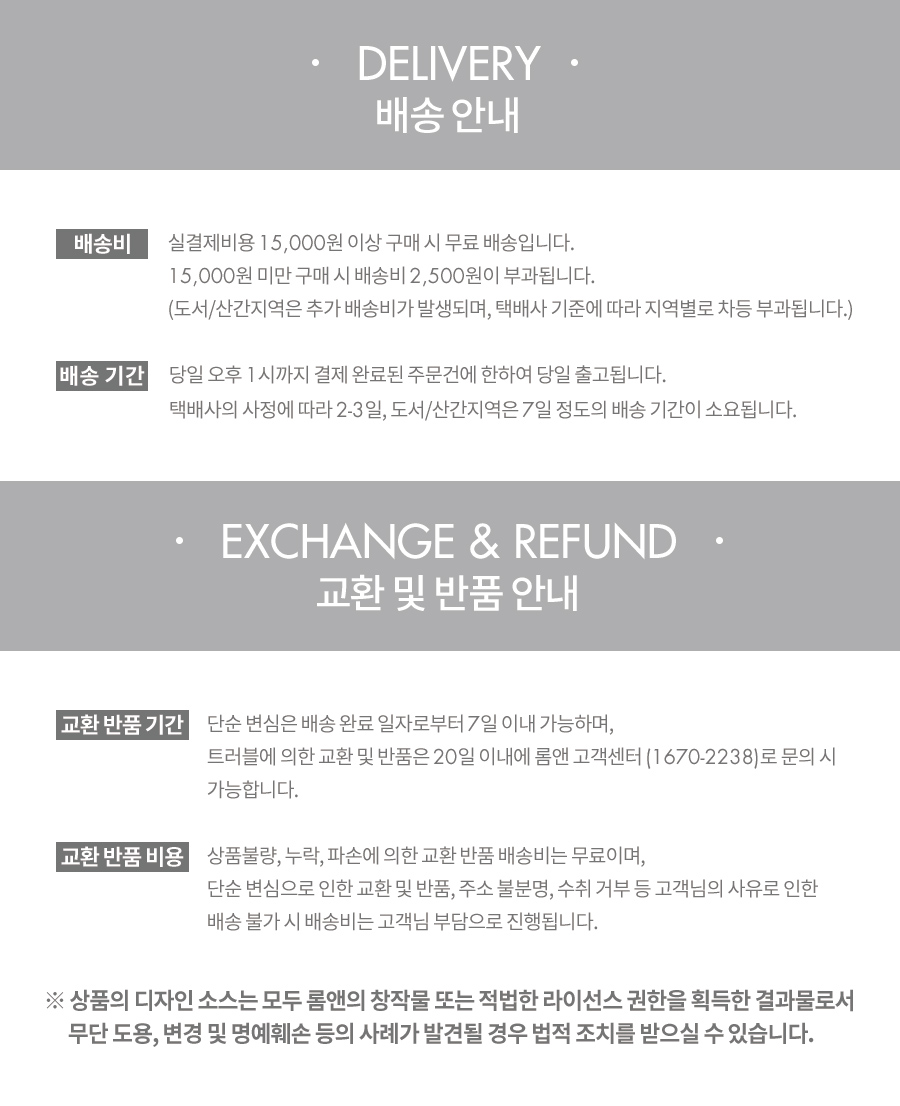 · DELIVERY ·
배송 안내
배송비 실결제비용 15,000원 이상 구매 시 무료 배송입니다.
15,000원 미만 구매 시 배송비 2,500원이 부과됩니다.
(도서/산간지역은 추가 배송비가 발생되며, 택배사 기준에 따라 지역별로 차등 부과됩니다.)
배송 기간 당일 오후 1시까지 결제 완료된 주문건에 한하여 당일 출고됩니다.
택배사의 사정에 따라 2-3일, 도서/산간지역은 7일 정도의 배송 기간이 소요됩니다.
· EXCHANGE & REFUND ·
교환 및 반품 안내
교환 반품 기간 단순 변심은 배송 완료 일자로부터 7일 이내 가능하며,
트러블에 의한 교환 및 반품은 20일 이내에 롬앤 고객센터 (1670-2238)로 문의 시
가능합니다.
교환 반품 비용 상품불량, 누락, 파손에 의한 교환 반품 배송비는 무료이며,
단순 변심으로 인한 교환 및 반품, 주소 불분명, 수취 거부 등 고객님의 사유로 인한
배송 불가 시 배송비는 고객님 부담으로 진행됩니다.
※ 상품의 디자인 소스는 모두 롬앤의 창작물 또는 적법한 라이선스 권한을 획득한 결과물로서
무단 도용, 변경 및 명예훼손 등의 사례가 발견될 경우 법적 조치를 받으실 수 있습니다.